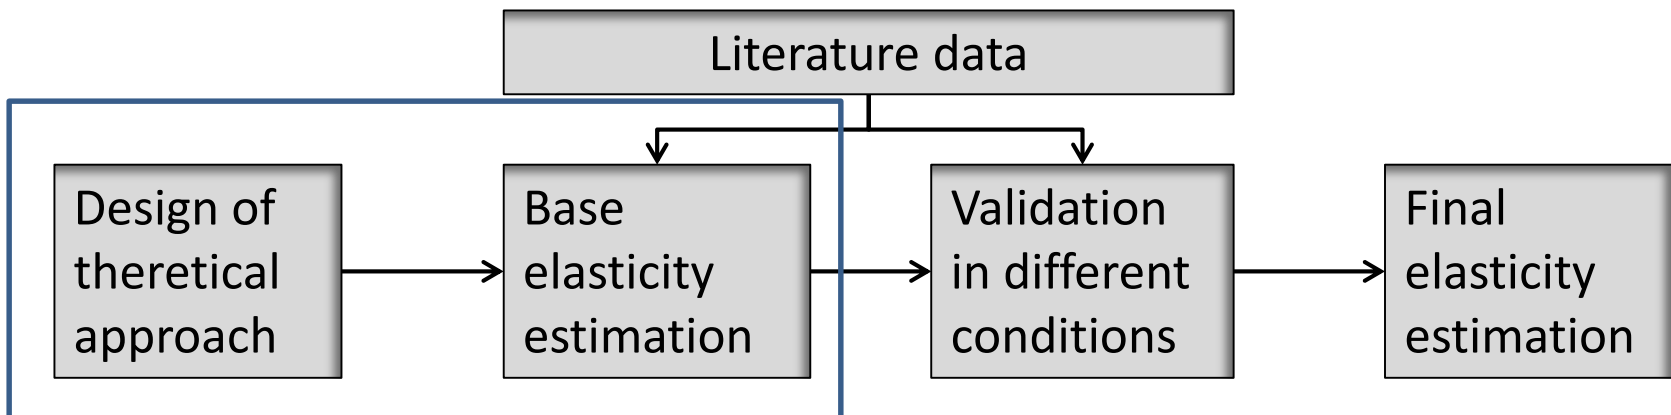 Literature data
Design of
theretical
approach
Base
elasticity
estimation
Validation
in different
conditions
Final
elasticity
estimation